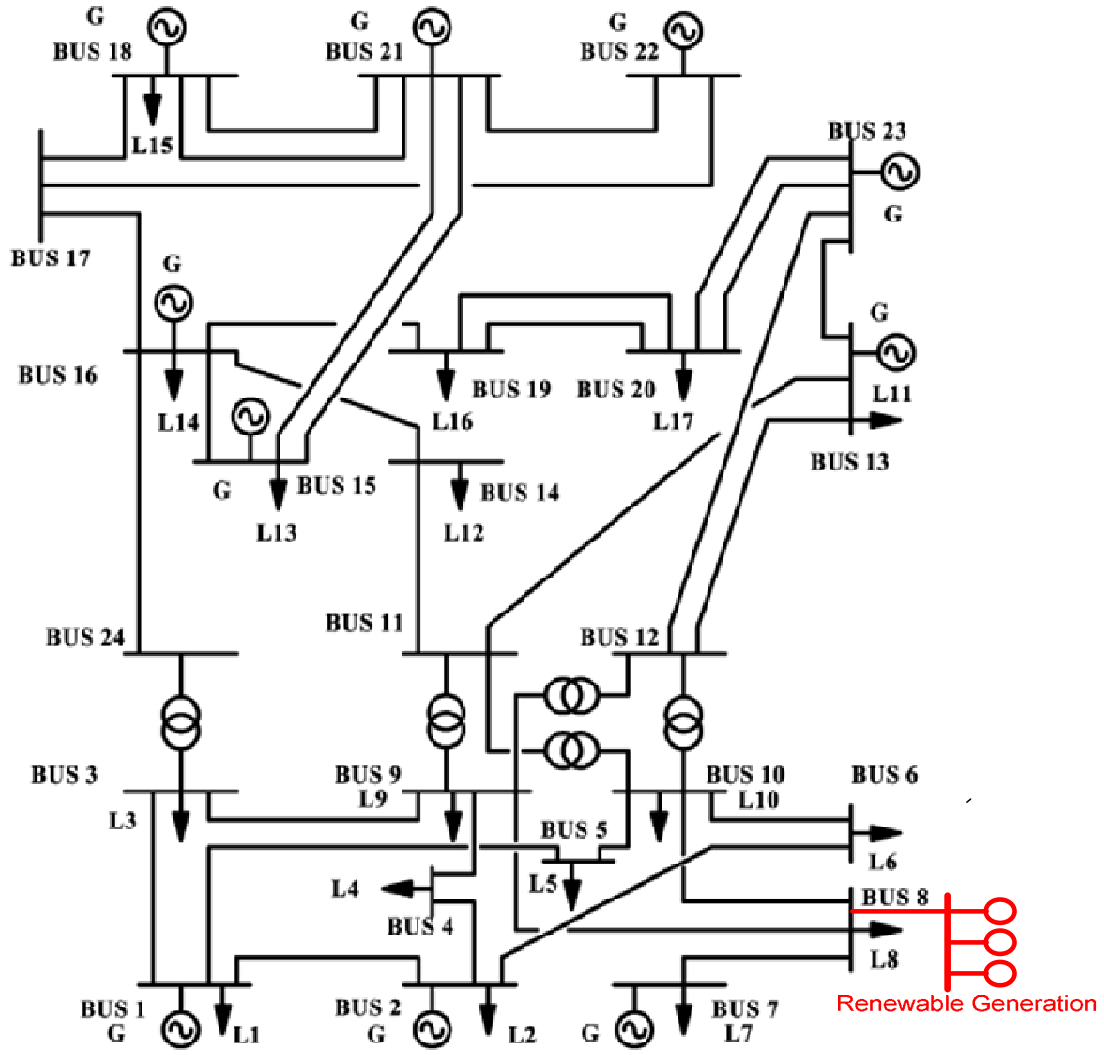 G
G
G
BUS 18
BUS 21
BUS 22
BUS 23
L15
G
BUS 17
G
G
BUS 16
BUS 19
BUS 20
L11
L14
L16
L17
BUS 13
G
BUS 15
BUS 14
L13
L12
BUS 24
BUS 11
BUS 12
BUS 3
BUS 9
BUS 10
BUS 6
L9
L10
L3
BUS 5
L6
L4
L5
BUS 8
BUS 4
L8
Renewable Generation
BUS 1
BUS 2
BUS 7
G
L1
G
L2
G
L7